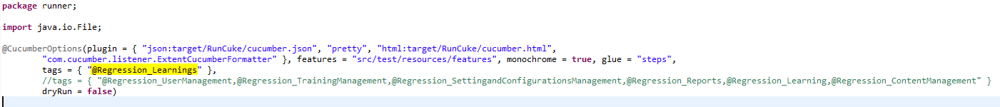 package runner;
import java.io.File;
@CucumberOptions(plugin = { "json:target/RunCuke/cucumber.json", "pretty", "html:target/RunCuke/cucumber.html",
"com.cucumber.listener.ExtentCucumberFormatter" }, features = "src/test/resources/features", monochrome = true, glue = "steps",
tags = { "@Regression_Learnings" },
//tags = { "@Regression_UserManagement,@Regression_TrainingManagement,@Regression_SettingandConfigurationsManagement,@Regression_Reports,@Regression_Learning,@Regression_ContentManagement" }
dryRun = false)